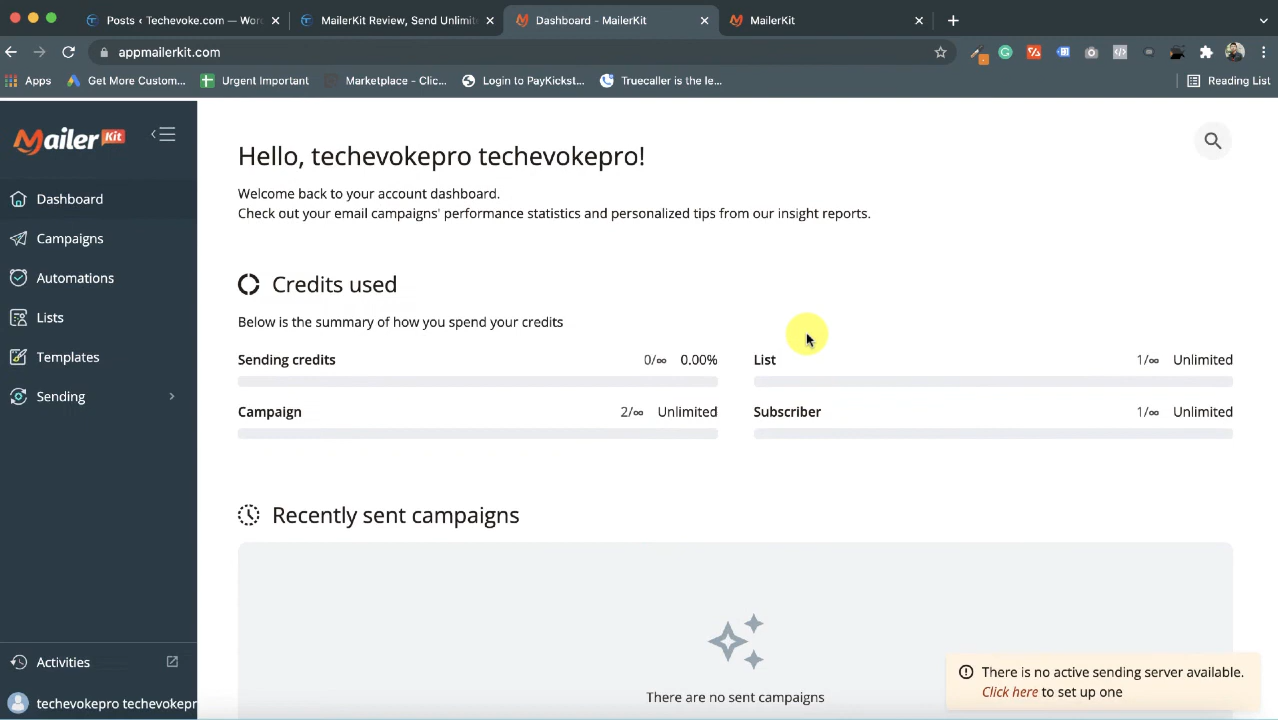 Posts ‹ Techevoke.com — Wor
MailerKit Review, Send Unlimite
Dashboard - MailerKit
MailerKit
appmailerkit.com
Apps
Get More Custom...
Urgent Important
Marketplace - Clic...
Login to PayKickst...
Truecaller is the le...
Reading List
Mailer Kit
Dashboard
Campaigns
Automations
Lists
Templates
Sending
Activities
techevokepro techevokepr
Hello, techevokepro techevokepro!
Welcome back to your account dashboard.
Check out your email campaigns' performance statistics and personalized tips from our insight reports.
Credits used
Below is the summary of how you spend your credits
Sending credits 0/∞ 0.00%
List 1/∞ Unlimited
Campaign 2/∞ Unlimited
Subscriber 1/∞ Unlimited
Recently sent campaigns
There are no sent campaigns
There is no active sending server available.
Click here to set up one